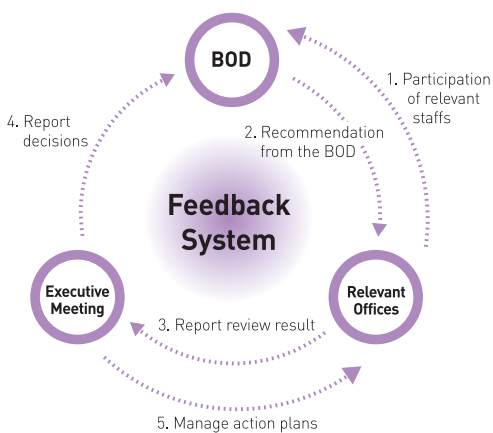 BOD
1. Participation
of relevant
staffs
4. Report
decisions
2. Recommendation
from the BOD
Feedback
System
Executive
Meeting
Relevant
Offices
3. Report review result
5. Manage action plans